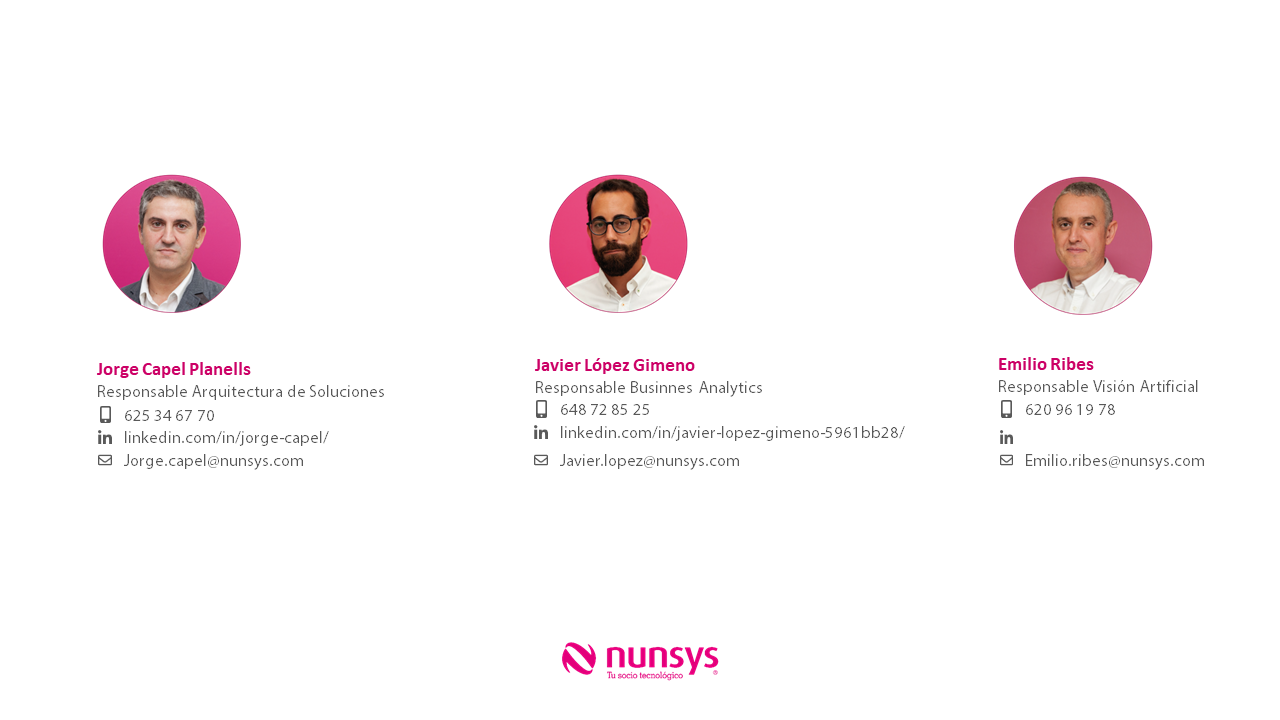 Jorge Capel Planells
Responsable Arquitectura de Soluciones
625 34 67 70
linkedin.com/in/jorge-capel/
Jorge.capel@nunsys.com
Javier López Gimeno
Responsable Businnes Analytics
648 72 85 25
linkedin.com/in/javier-lopez-gimeno-5961bb28/
Javier.lopez@nunsys.com
Emilio Ribes
Responsable Visión Artificial
620 96 19 78
Emilio.ribes@nunsys.com
nunsys
Tu socio tecnológico